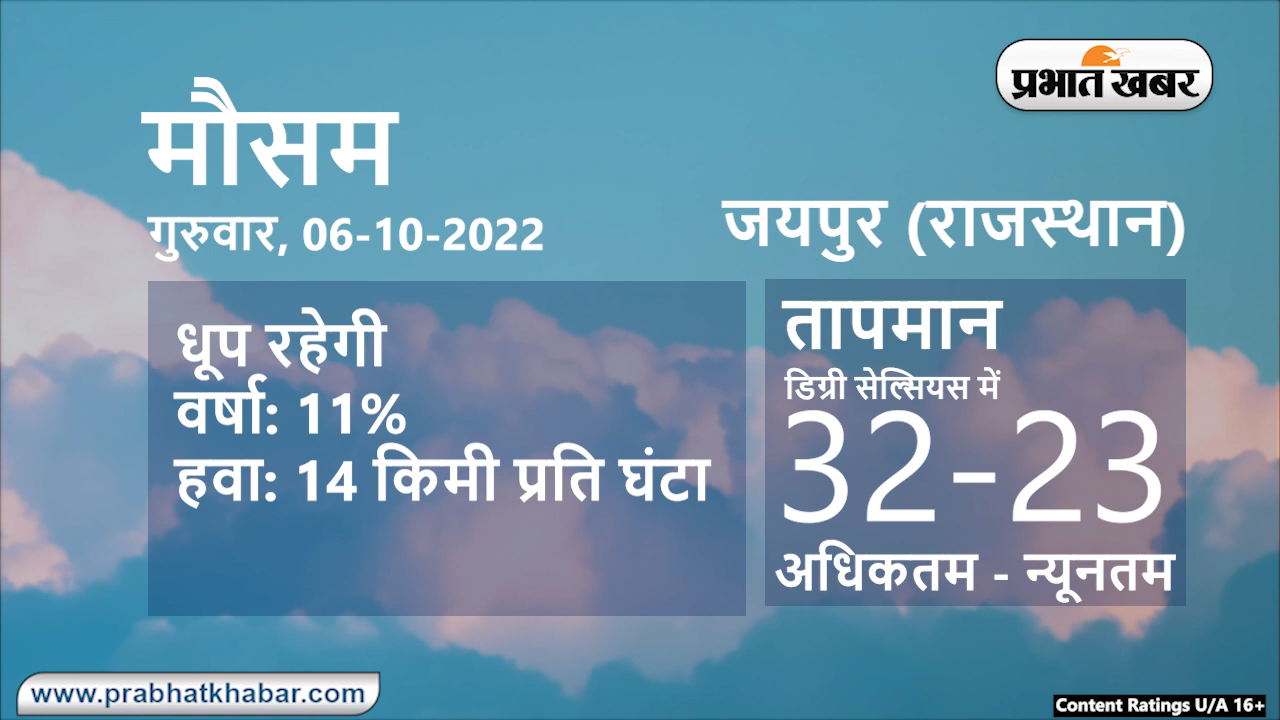 प्रभात खबर
मौसम
गुरुवार, 06-10-2022
जयपुर (राजस्थान)
धूप रहेगी
वर्षा: 11%
हवा: 14 किमी प्रति घंटा
तापमान
डिग्री सेल्सियस में
32-23
अधिकतम - न्यूनतम
www.prabhatkhabar.com
Content Ratings U/A 16+